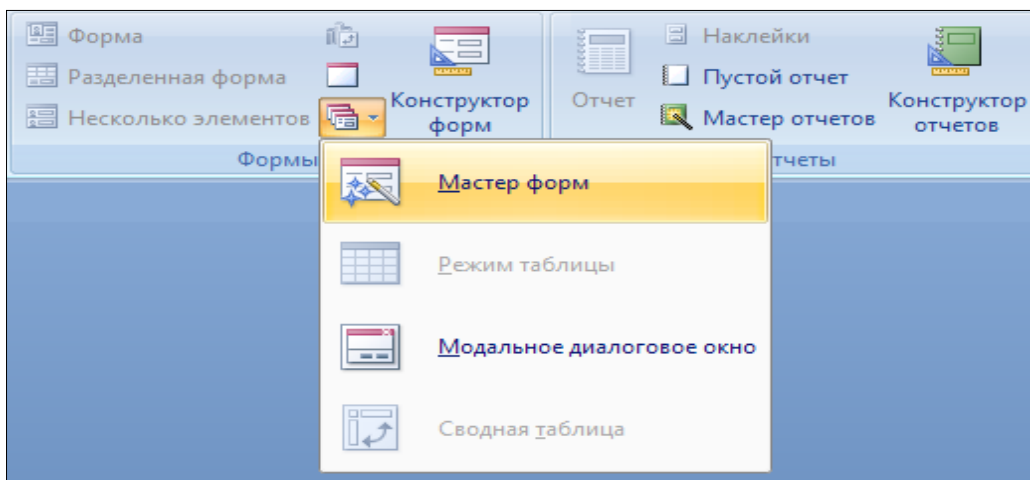 Форма
Разделенная форма
Несколько элементов
Конструктор
форм
Формы
Отчет
Наклейки
Пустой отчет
Мастер отчетов
Конструктор
отчетов
тчеты
Мастер форм
Режим таблицы
Модальное диалоговое окно
Сводная таблица